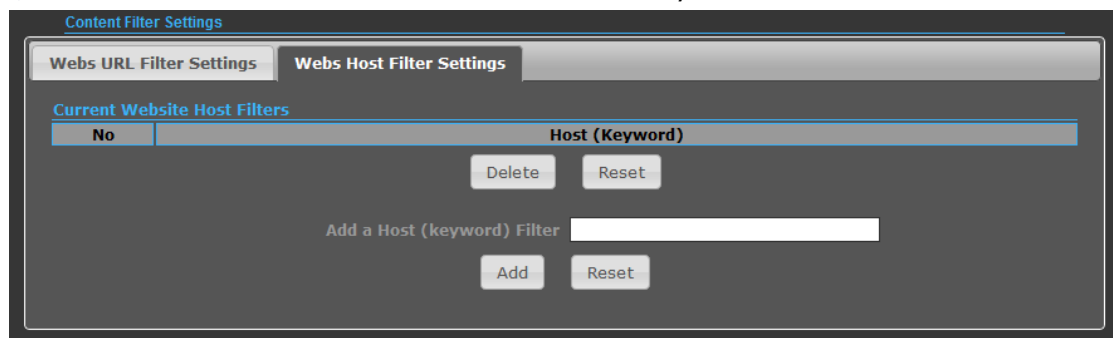 Content Filter Settings
Webs URL Filter Settings Webs Host Filter Settings
Current Website Host Filters
No Host (Keyword)
Delete Reset
Add a Host (keyword) Filter
Add Reset